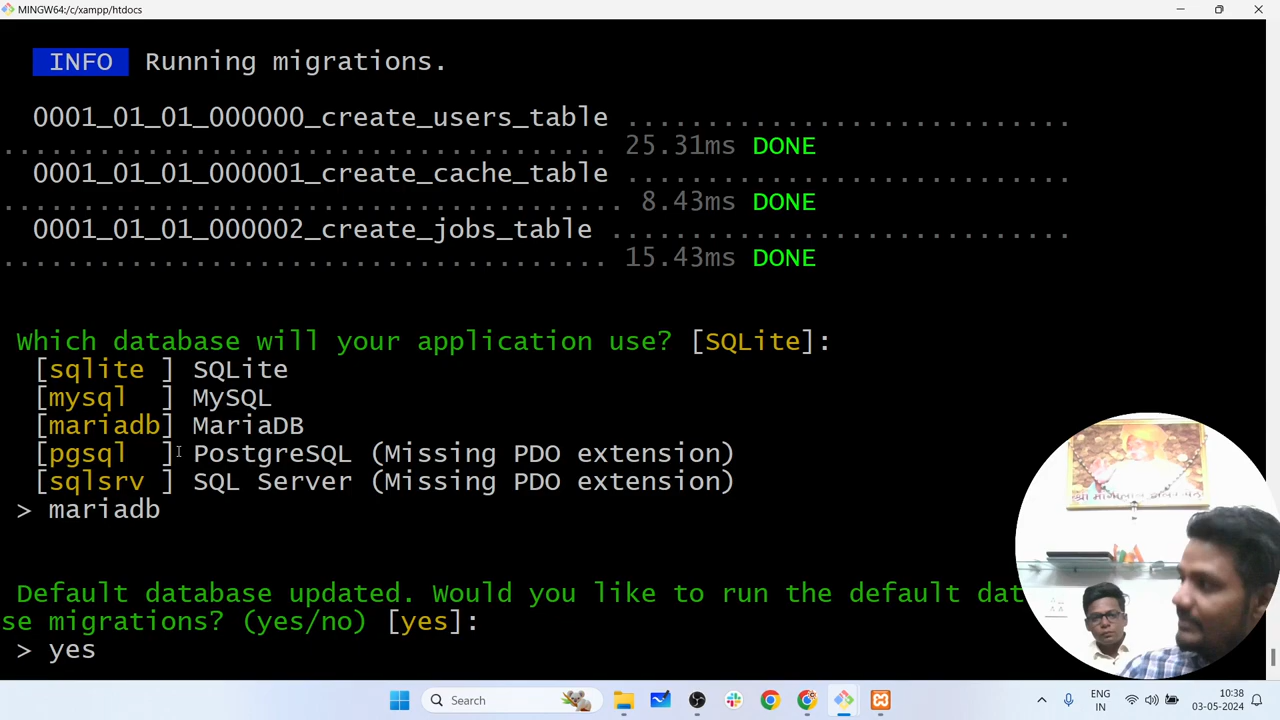 MINGW64:/c/xampp/htdocs
INFO Running migrations.
0001_01_01_000000_create_users_table ............................
...................................... 25.31ms DONE
0001_01_01_000001_create_cache_table ............................
....................................... 8.43ms DONE
0001_01_01_000002_create_jobs_table .............................
...................................... 15.43ms DONE
Which database will your application use? [SQLite]:
[sqlite ] SQLite
[mysql  ] MySQL
[mariadb] MariaDB
[pgsql  ] PostgreSQL (Missing PDO extension)
[sqlsrv ] SQL Server (Missing PDO extension)
> mariadb
Default database updated. Would you like to run the default dat
se migrations? (yes/no) [yes]:
> yes
Search
ENG
IN
10:38
03-05-2024